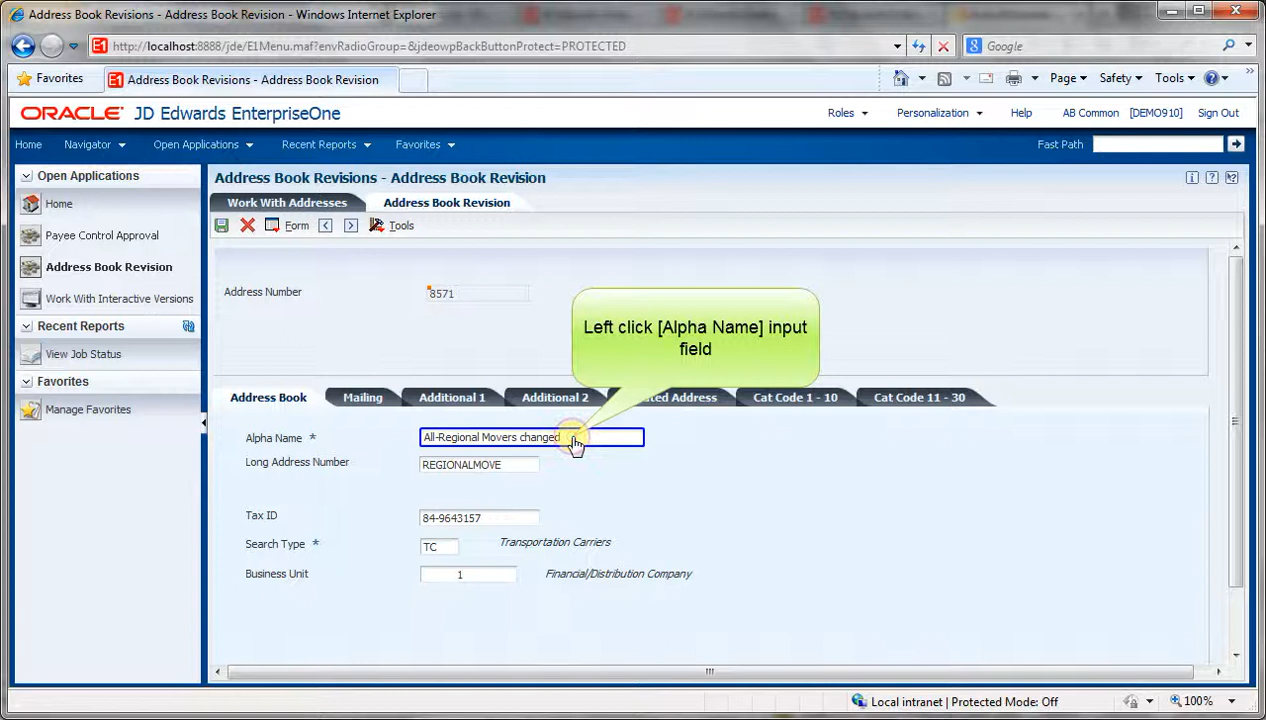 Address Book Revisions - Address Book Revision - Windows Internet Explorer
http://localhost:8888/jde/E1Menu.maf?envRadioGroup=&jdeowpBackButtonProtect=PROTECTED
Google
Favorites
E1 Address Book Revisions - Address Book Revision
Page Safety Tools
ORACLE JD Edwards EnterpriseOne
Roles Personalization Help AB Common [DEMO910] Sign Out
Home Navigator Open Applications Recent Reports Favorites Fast Path
Open Applications
Home
Payee Control Approval
Address Book Revision
Work With Interactive Versions
Recent Reports
View Job Status
Favorites
Manage Favorites
Address Book Revisions - Address Book Revision
Work With Addresses Address Book Revision
Form Tools
Address Number 8571
Left click [Alpha Name] input
field
Address Book Mailing Additional 1 Additional 2 Address Cat Code 1 - 10 Cat Code 11 - 30
Alpha Name * All-Regional Movers changed
Long Address Number REGIONALMOVE
Tax ID 84-9643157
Search Type * TC Transportation Carriers
Business Unit 1 Financial/Distribution Company
Local intranet | Protected Mode: Off 100%